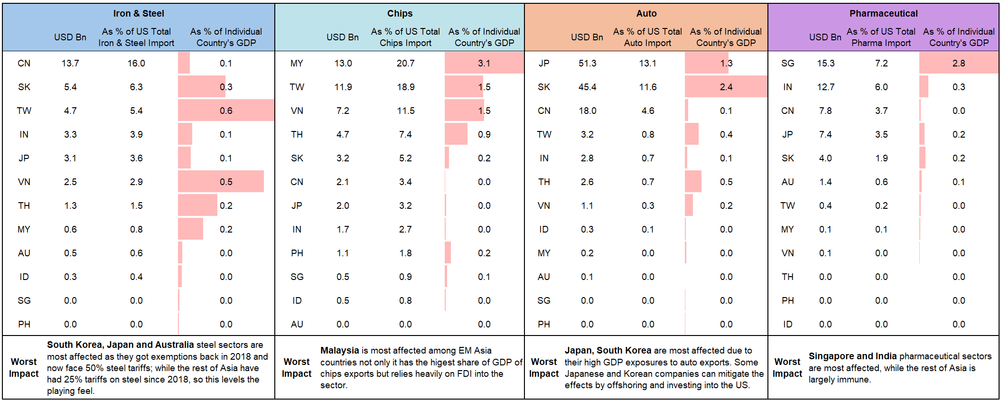 Iron & Steel
USD Bn
As % of US Total
Iron & Steel Import
As % of Individual
Country's GDP
CN 13.7 16.0 0.1
SK 5.4 6.3 0.3
TW 4.7 5.4 0.6
IN 3.3 3.9 0.1
JP 3.1 3.6 0.1
VN 2.5 2.9 0.5
TH 1.3 1.5 0.2
MY 0.6 0.8 0.2
AU 0.5 0.6 0.0
ID 0.3 0.4 0.0
SG 0.0 0.0 0.0
PH 0.0 0.0 0.0
Worst
Impact
South Korea, Japan and Australia steel sectors are
most affected as they got exemptions back in 2018 and
now face 50% steel tariffs; while the rest of Asia have
had 25% tariffs on steel since 2018, so this levels the
playing feel.
Chips
USD Bn
As % of US Total
Chips Import
As % of Individual
Country's GDP
MY 13.0 20.7 3.1
TW 11.9 18.9 1.5
VN 7.2 11.5 1.5
TH 4.7 7.4 0.9
SK 3.2 5.2 0.2
CN 2.1 3.4 0.0
JP 2.0 3.2 0.0
IN 1.7 2.7 0.0
PH 1.1 1.8 0.2
SG 0.5 0.9 0.1
ID 0.5 0.8 0.0
AU 0.0 0.0 0.0
Worst
Impact
Malaysia is most affected among EM Asia
countries not only it has the higest share of GDP of
chips exports but relies heavily on FDI into the
sector.
Auto
USD Bn
As % of US Total
Auto Import
As % of Individual
Country's GDP
JP 51.3 13.1 1.3
SK 45.4 11.6 2.4
CN 18.0 4.6 0.1
TW 3.2 0.8 0.4
IN 2.8 0.7 0.1
TH 2.6 0.7 0.5
VN 1.1 0.3 0.2
ID 0.3 0.1 0.0
MY 0.2 0.0 0.0
AU 0.1 0.0 0.0
SG 0.0 0.0 0.0
PH 0.0 0.0 0.0
Worst
Impact
Japan, South Korea are most affected due to
their high GDP exposures to auto exports. Some
Japanese and Korean companies can mitigate the
effects by offshoring and investing into the US.
Pharmaceutical
USD Bn
As % of US Total
Pharma Import
As % of Individual
Country's GDP
SG 15.3 7.2 2.8
IN 12.7 6.0 0.3
CN 7.8 3.7 0.0
JP 7.4 3.5 0.2
SK 4.0 1.9 0.2
AU 1.4 0.6 0.1
TW 0.4 0.2 0.0
MY 0.1 0.1 0.0
VN 0.1 0.0 0.0
TH 0.0 0.0 0.0
PH 0.0 0.0 0.0
ID 0.0 0.0 0.0
Worst
Impact
Singapore and India pharmaceutical sectors
are most affected, while the rest of Asia is
largely immune.